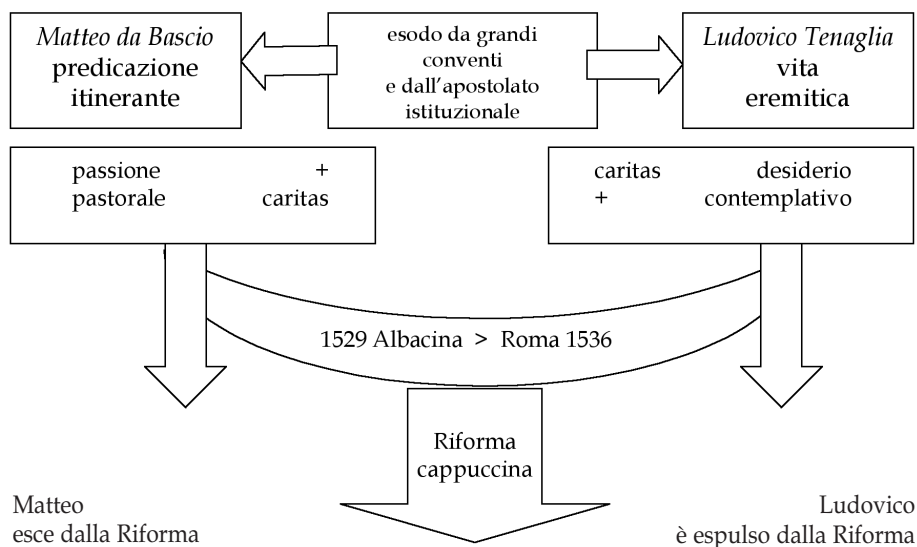 Matteo da Bascio
predicazione
itinerante
esodo da grandi
conventi
e dall'apostolato
istituzionale
Ludovico Tenaglia
vita
eremitica
passione +
pastorale caritas
caritas desiderio
+ contemplativo
1529 Albacina > Roma 1536
Riforma
cappuccina
Matteo
esce dalla Riforma
Ludovico
è espulso dalla Riforma